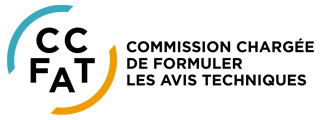 CC
FAT
COMMISSION CHARGÉE
DE FORMULER
LES AVIS TECHNIQUES